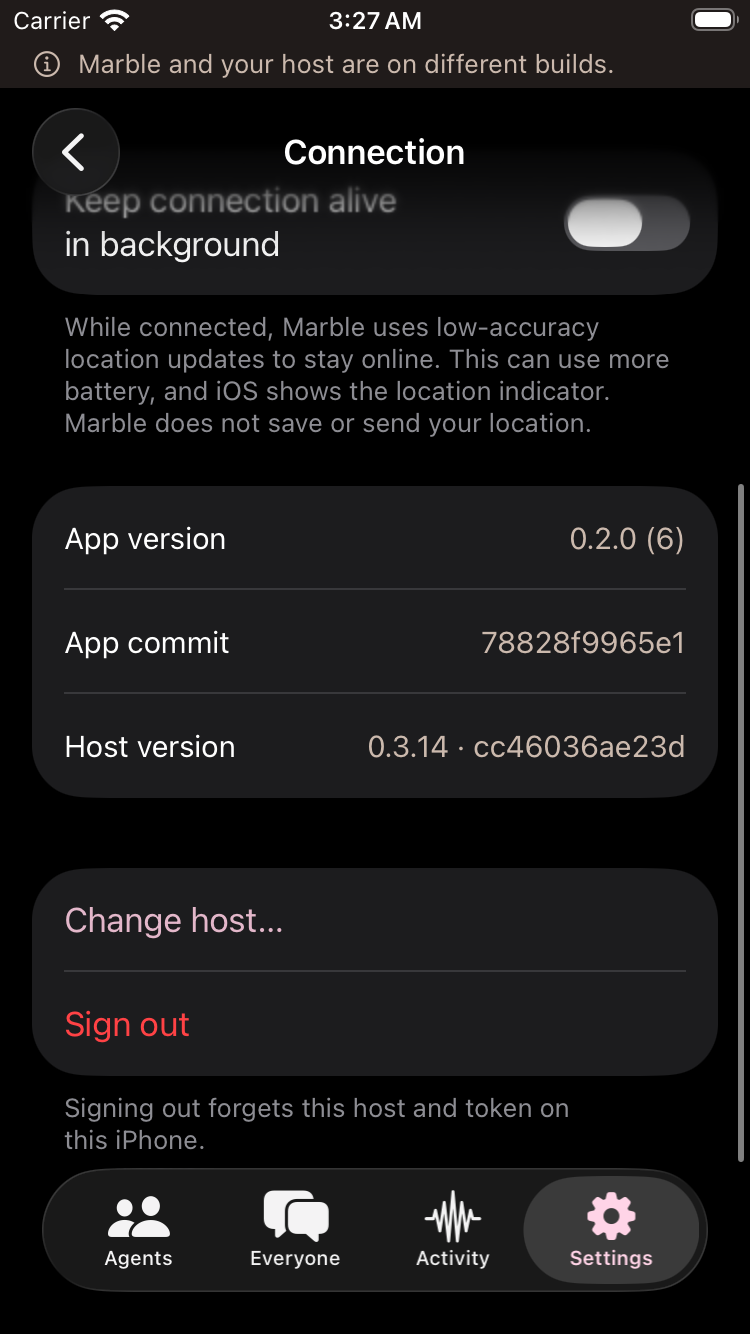 Carrier
3:27 AM
Marble and your host are on different builds.
Connection
Keep connection alive
in background
While connected, Marble uses low-accuracy
location updates to stay online. This can use more
battery, and iOS shows the location indicator.
Marble does not save or send your location.
App version
0.2.0 (6)
App commit
78828f9965e1
Host version
0.3.14 · cc46036ae23d
Change host...
Sign out
Signing out forgets this host and token on
this iPhone.
Agents
Everyone
Activity
Settings